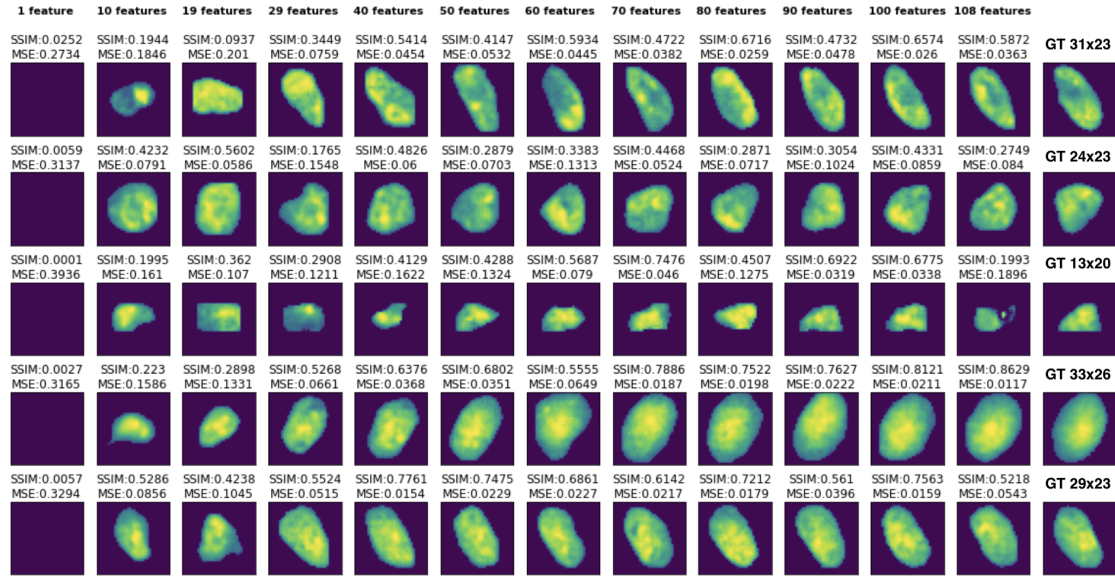 1 feature 10 features 19 features 29 features 40 features 50 features 60 features 70 features 80 features 90 features 100 features 108 features
SSIM:0.0252 SSIM:0.1944 SSIM:0.0937 SSIM:0.3449 SSIM:0.5414 SSIM:0.4147 SSIM:0.5934 SSIM:0.4722 SSIM:0.6716 SSIM:0.4732 SSIM:0.6574 SSIM:0.5872 GT 31x23
MSE:0.2734 MSE:0.1846 MSE:0.201 MSE:0.0759 MSE:0.0454 MSE:0.0532 MSE:0.0445 MSE:0.0382 MSE:0.0259 MSE:0.0478 MSE:0.026 MSE:0.0363
SSIM:0.0059 SSIM:0.4232 SSIM:0.5602 SSIM:0.1765 SSIM:0.4826 SSIM:0.2879 SSIM:0.3383 SSIM:0.4468 SSIM:0.2871 SSIM:0.3054 SSIM:0.4331 SSIM:0.2749 GT 24x23
MSE:0.3137 MSE:0.0791 MSE:0.0586 MSE:0.1548 MSE:0.06 MSE:0.0703 MSE:0.1313 MSE:0.0524 MSE:0.0717 MSE:0.1024 MSE:0.0859 MSE:0.084
SSIM:0.0001 SSIM:0.1995 SSIM:0.362 SSIM:0.2908 SSIM:0.4129 SSIM:0.4288 SSIM:0.5687 SSIM:0.7476 SSIM:0.4507 SSIM:0.6922 SSIM:0.6775 SSIM:0.1993 GT 13x20
MSE:0.3936 MSE:0.161 MSE:0.107 MSE:0.1211 MSE:0.1622 MSE:0.1324 MSE:0.079 MSE:0.046 MSE:0.1275 MSE:0.0319 MSE:0.0338 MSE:0.1896
SSIM:0.0027 SSIM:0.223 SSIM:0.2898 SSIM:0.5268 SSIM:0.6376 SSIM:0.6802 SSIM:0.5555 SSIM:0.7886 SSIM:0.7522 SSIM:0.7627 SSIM:0.8121 SSIM:0.8629 GT 33x26
MSE:0.3165 MSE:0.1586 MSE:0.1331 MSE:0.0661 MSE:0.0368 MSE:0.0351 MSE:0.0649 MSE:0.0187 MSE:0.0198 MSE:0.0222 MSE:0.0211 MSE:0.0117
SSIM:0.0057 SSIM:0.5286 SSIM:0.4238 SSIM:0.5524 SSIM:0.7761 SSIM:0.7475 SSIM:0.6861 SSIM:0.6142 SSIM:0.7212 SSIM:0.561 SSIM:0.7563 SSIM:0.5218 GT 29x23
MSE:0.3294 MSE:0.0856 MSE:0.1045 MSE:0.0515 MSE:0.0154 MSE:0.0229 MSE:0.0227 MSE:0.0217 MSE:0.0179 MSE:0.0396 MSE:0.0159 MSE:0.0543